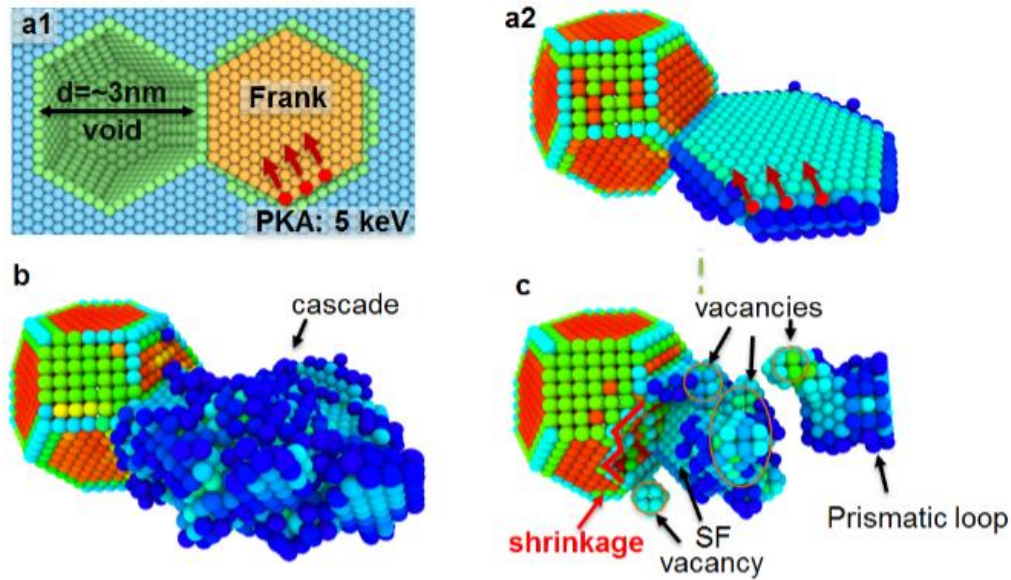 a1
d=~3nm
void
Frank
PKA: 5 keV
a2
b
cascade
c
vacancies
shrinkage
SF
vacancy
Prismatic loop